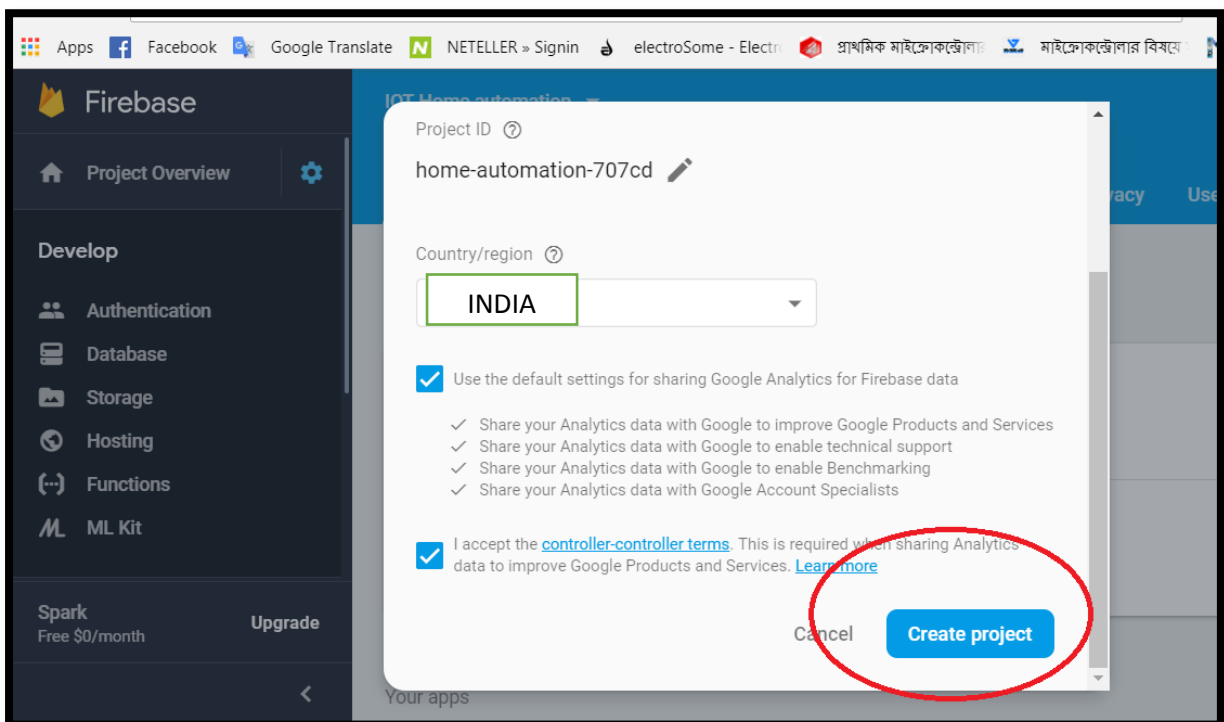 Apps Facebook Google Translate NETELLER » Signin electroSome - Electr প্রাথমিক মাইক্রোকন্ট্রোলা মাইক্রোকন্ট্রোলার বিষয়ে
Firebase
IOT Home automation
Project Overview
Develop
Authentication
Database
Storage
Hosting
Functions
ML Kit
Spark
Free $0/month
Upgrade
Project ID
home-automation-707cd
Country/region
INDIA
Use the default settings for sharing Google Analytics for Firebase data
Share your Analytics data with Google to improve Google Products and Services
Share your Analytics data with Google to enable technical support
Share your Analytics data with Google to enable Benchmarking
Share your Analytics data with Google Account Specialists
I accept the controller-controller terms. This is required when sharing Analytics
data to improve Google Products and Services. Learn more
Cancel Create project
vacy Use
Your apps